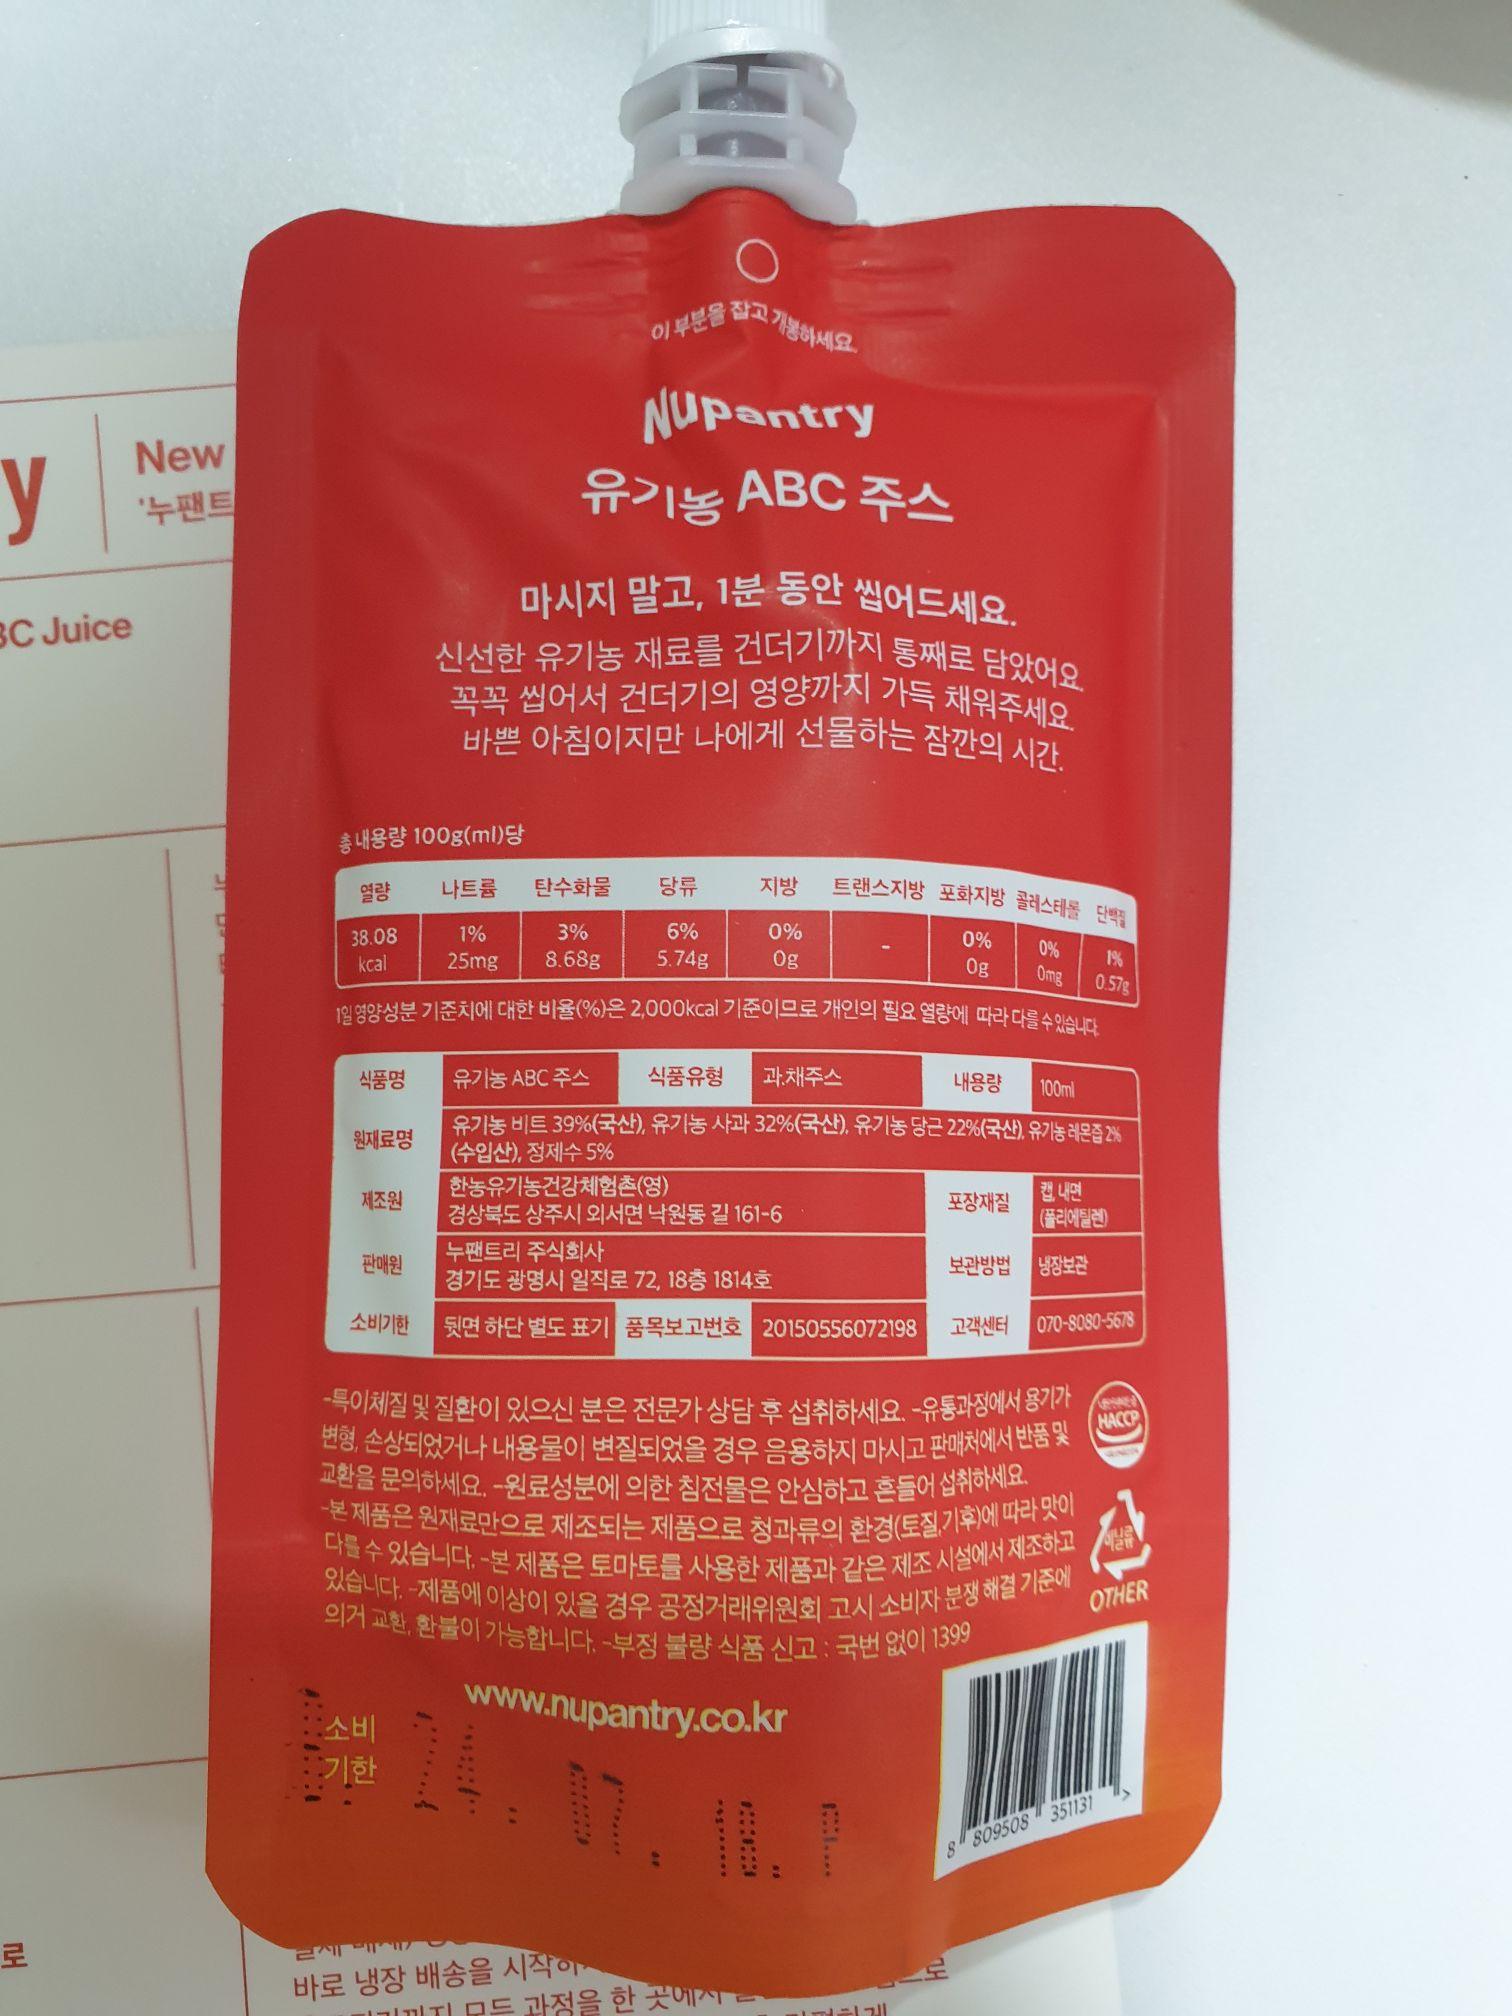 이 부분을 잡고 개봉하세요.
Nupantry
유기농 ABC 주스
마시지 말고, 1분 동안 씹어드세요.
신선한 유기농 재료를 건더기까지 통째로 담았어요.
꼭꼭 씹어서 건더기의 영양까지 가득 채워주세요.
바쁜 아침이지만 나에게 선물하는 잠깐의 시간.
총 내용량 100g(ml)당
열량 나트륨 탄수화물 당류 지방 트랜스지방 포화지방 콜레스테롤 단백질
38.08 1% 3% 6% 0% - 0% 0% 1%
kcal 25mg 8.68g 5.74g 0g 0g 0mg 0.57g
1일 영양성분 기준치에 대한 비율(%)은 2,000kcal 기준이므로 개인의 필요 열량에 따라 다를 수 있습니다.
식품명 유기농 ABC 주스 식품유형 과.채주스 내용량 100ml
원재료명 유기농 비트 39%(국산), 유기농 사과 32%(국산), 유기농 당근 22%(국산), 유기농 레몬즙 2%
(수입산), 정제수 5%
제조원 한농유기농건강체험촌(영)
경상북도 상주시 외서면 낙원동 길 161-6
포장재질 캡, 내면
(폴리에틸렌)
판매원 누팬트리 주식회사
경기도 광명시 일직로 72, 18층 1814호
보관방법 냉장보관
소비기한 뒷면 하단 별도 표기 품목보고번호 20150556072198 고객센터 070-8080-5678
-특이체질 및 질환이 있으신 분은 전문가 상담 후 섭취하세요. -유통과정에서 용기가
변형, 손상되었거나 내용물이 변질되었을 경우 음용하지 마시고 판매처에서 반품 및
교환을 문의하세요. -원료성분에 의한 침전물은 안심하고 흔들어 섭취하세요.
-본 제품은 원재료만으로 제조되는 제품으로 청과류의 환경(토질,기후)에 따라 맛이
다를 수 있습니다. -본 제품은 토마토를 사용한 제품과 같은 제조 시설에서 제조하고
있습니다. -제품에 이상이 있을 경우 공정거래위원회 고시 소비자 분쟁 해결 기준에
의거 교환, 환불이 가능합니다. -부정 불량 식품 신고 : 국번 없이 1399
HACCP
비닐류
OTHER
www.nupantry.co.kr
소비
기한
24. 07. 18. P
8 809508 351131 >
y
New
'누팬트
BC Juice
로
바로 냉장 배송을 시작하
모든 과정을 한 곳에서